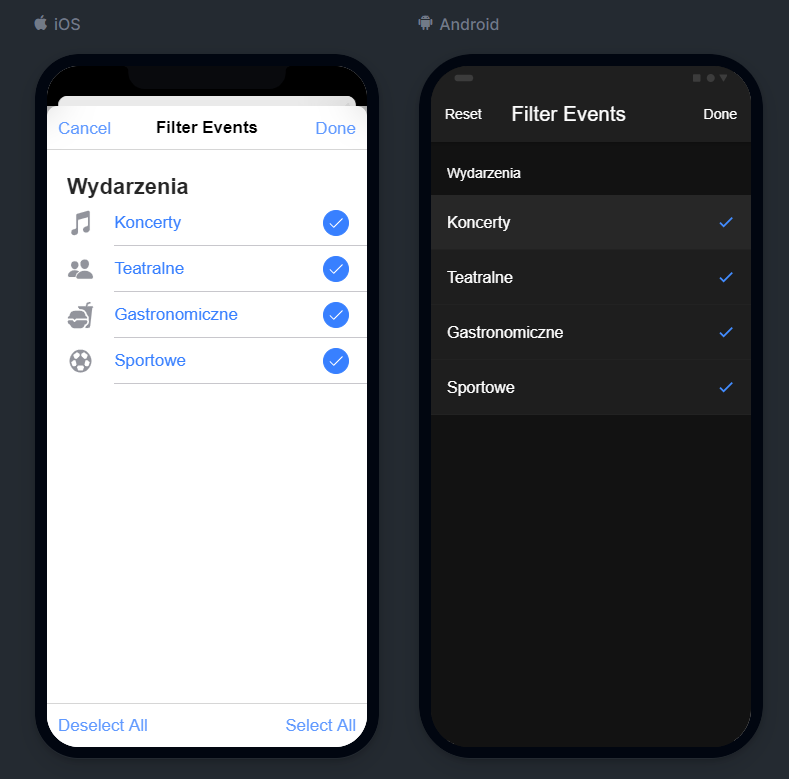 iOS
Cancel Filter Events Done
Wydarzenia
Koncerty
Teatralne
Gastronomiczne
Sportowe
Deselect All Select All
Android
Reset Filter Events Done
Wydarzenia
Koncerty
Teatralne
Gastronomiczne
Sportowe